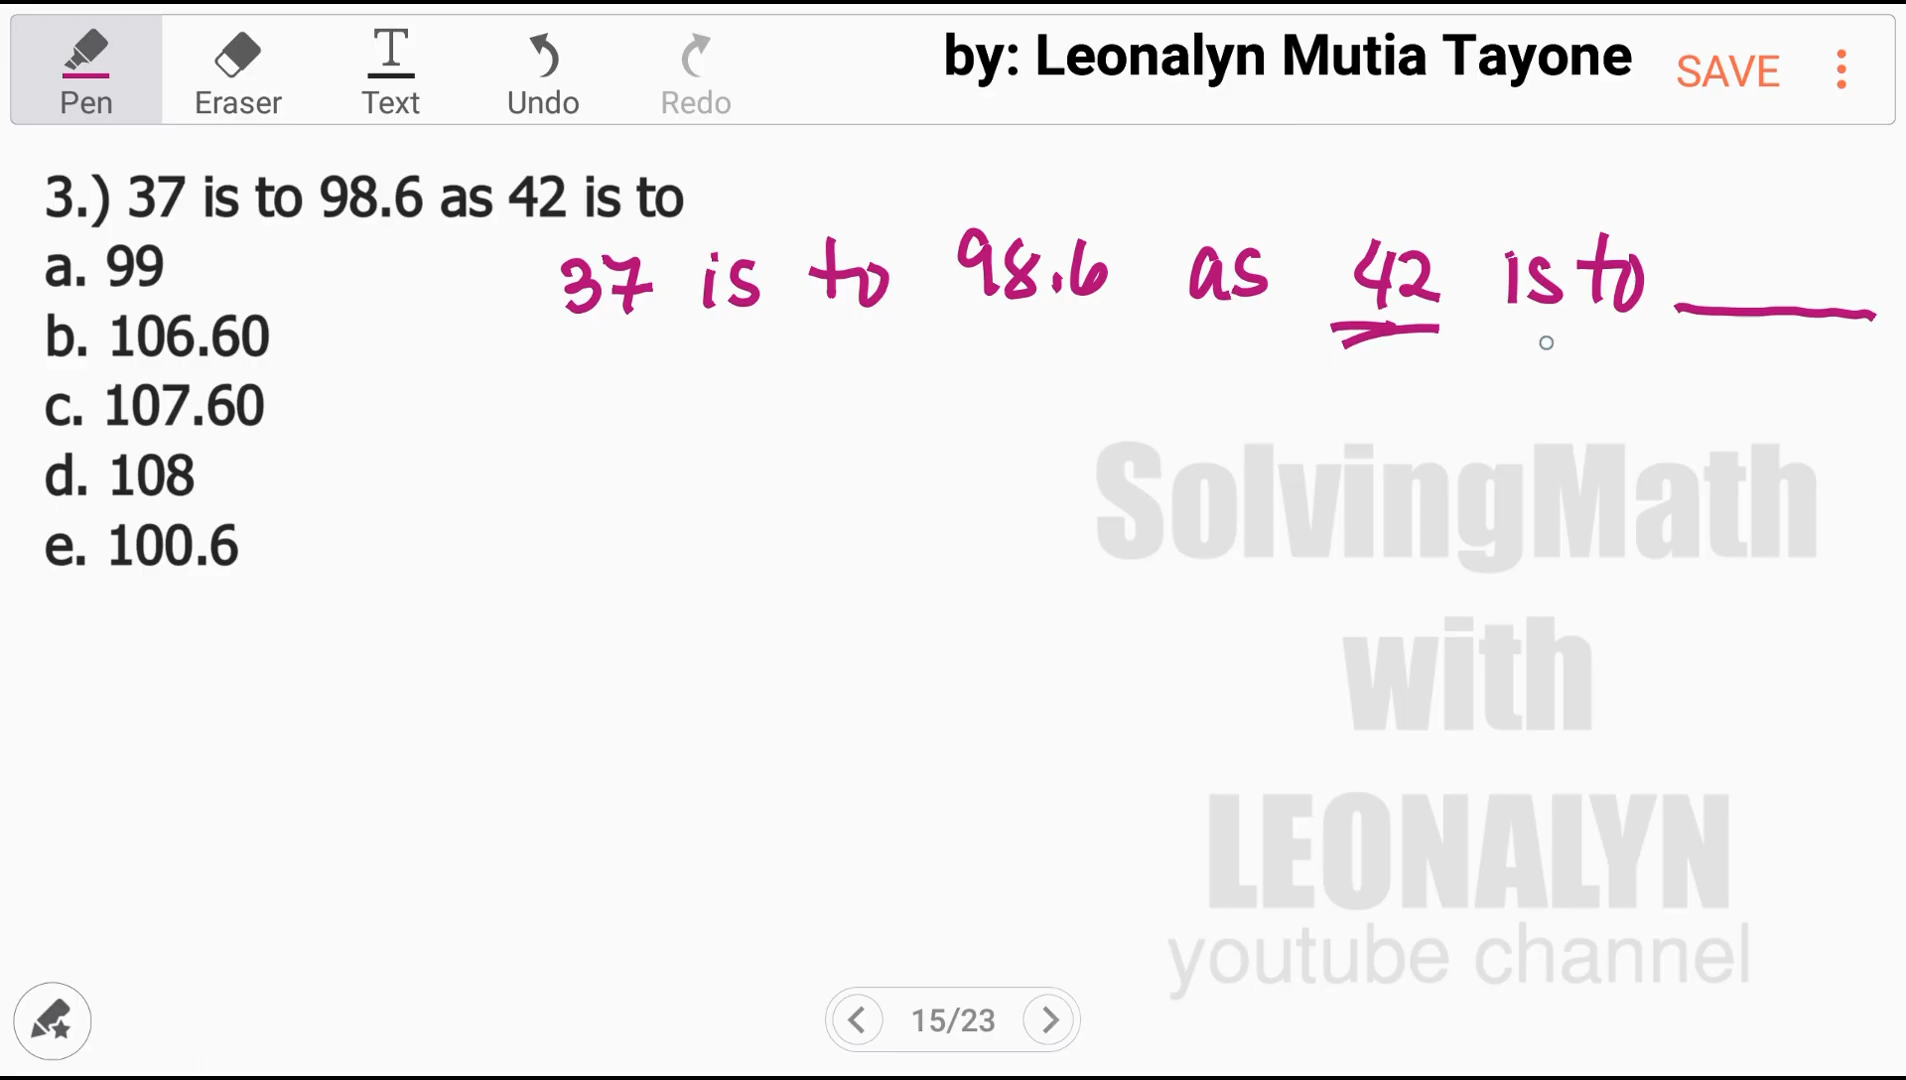 Pen
Eraser
Text
Undo
Redo
by: Leonalyn Mutia Tayone
SAVE
3.) 37 is to 98.6 as 42 is to
a. 99
37 is to 98.6 as 42 is to
b. 106.60
c. 107.60
d. 108
e. 100.6
SolvingMath
with
LEONALYN
youtube channel
15/23